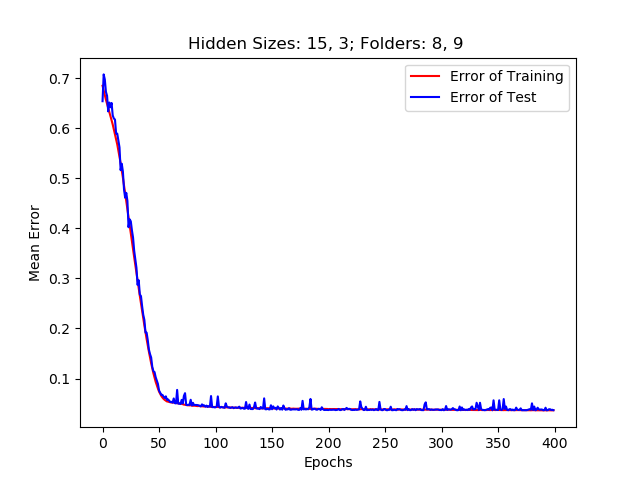 Hidden Sizes: 15, 3; Folders: 8, 9
Error of Training
Error of Test
Mean Error
0.7
0.6
0.5
0.4
0.3
0.2
0.1
0 50 100 150 200 250 300 350 400
Epochs